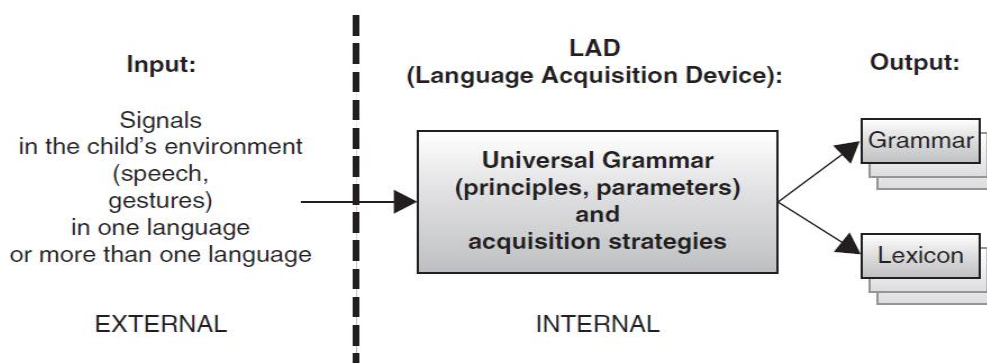 Input:
Signals
in the child's environment
(speech,
gestures)
in one language
or more than one language
EXTERNAL
LAD
(Language Acquisition Device):
Universal Grammar
(principles, parameters)
and
acquisition strategies
INTERNAL
Output:
Grammar
Lexicon